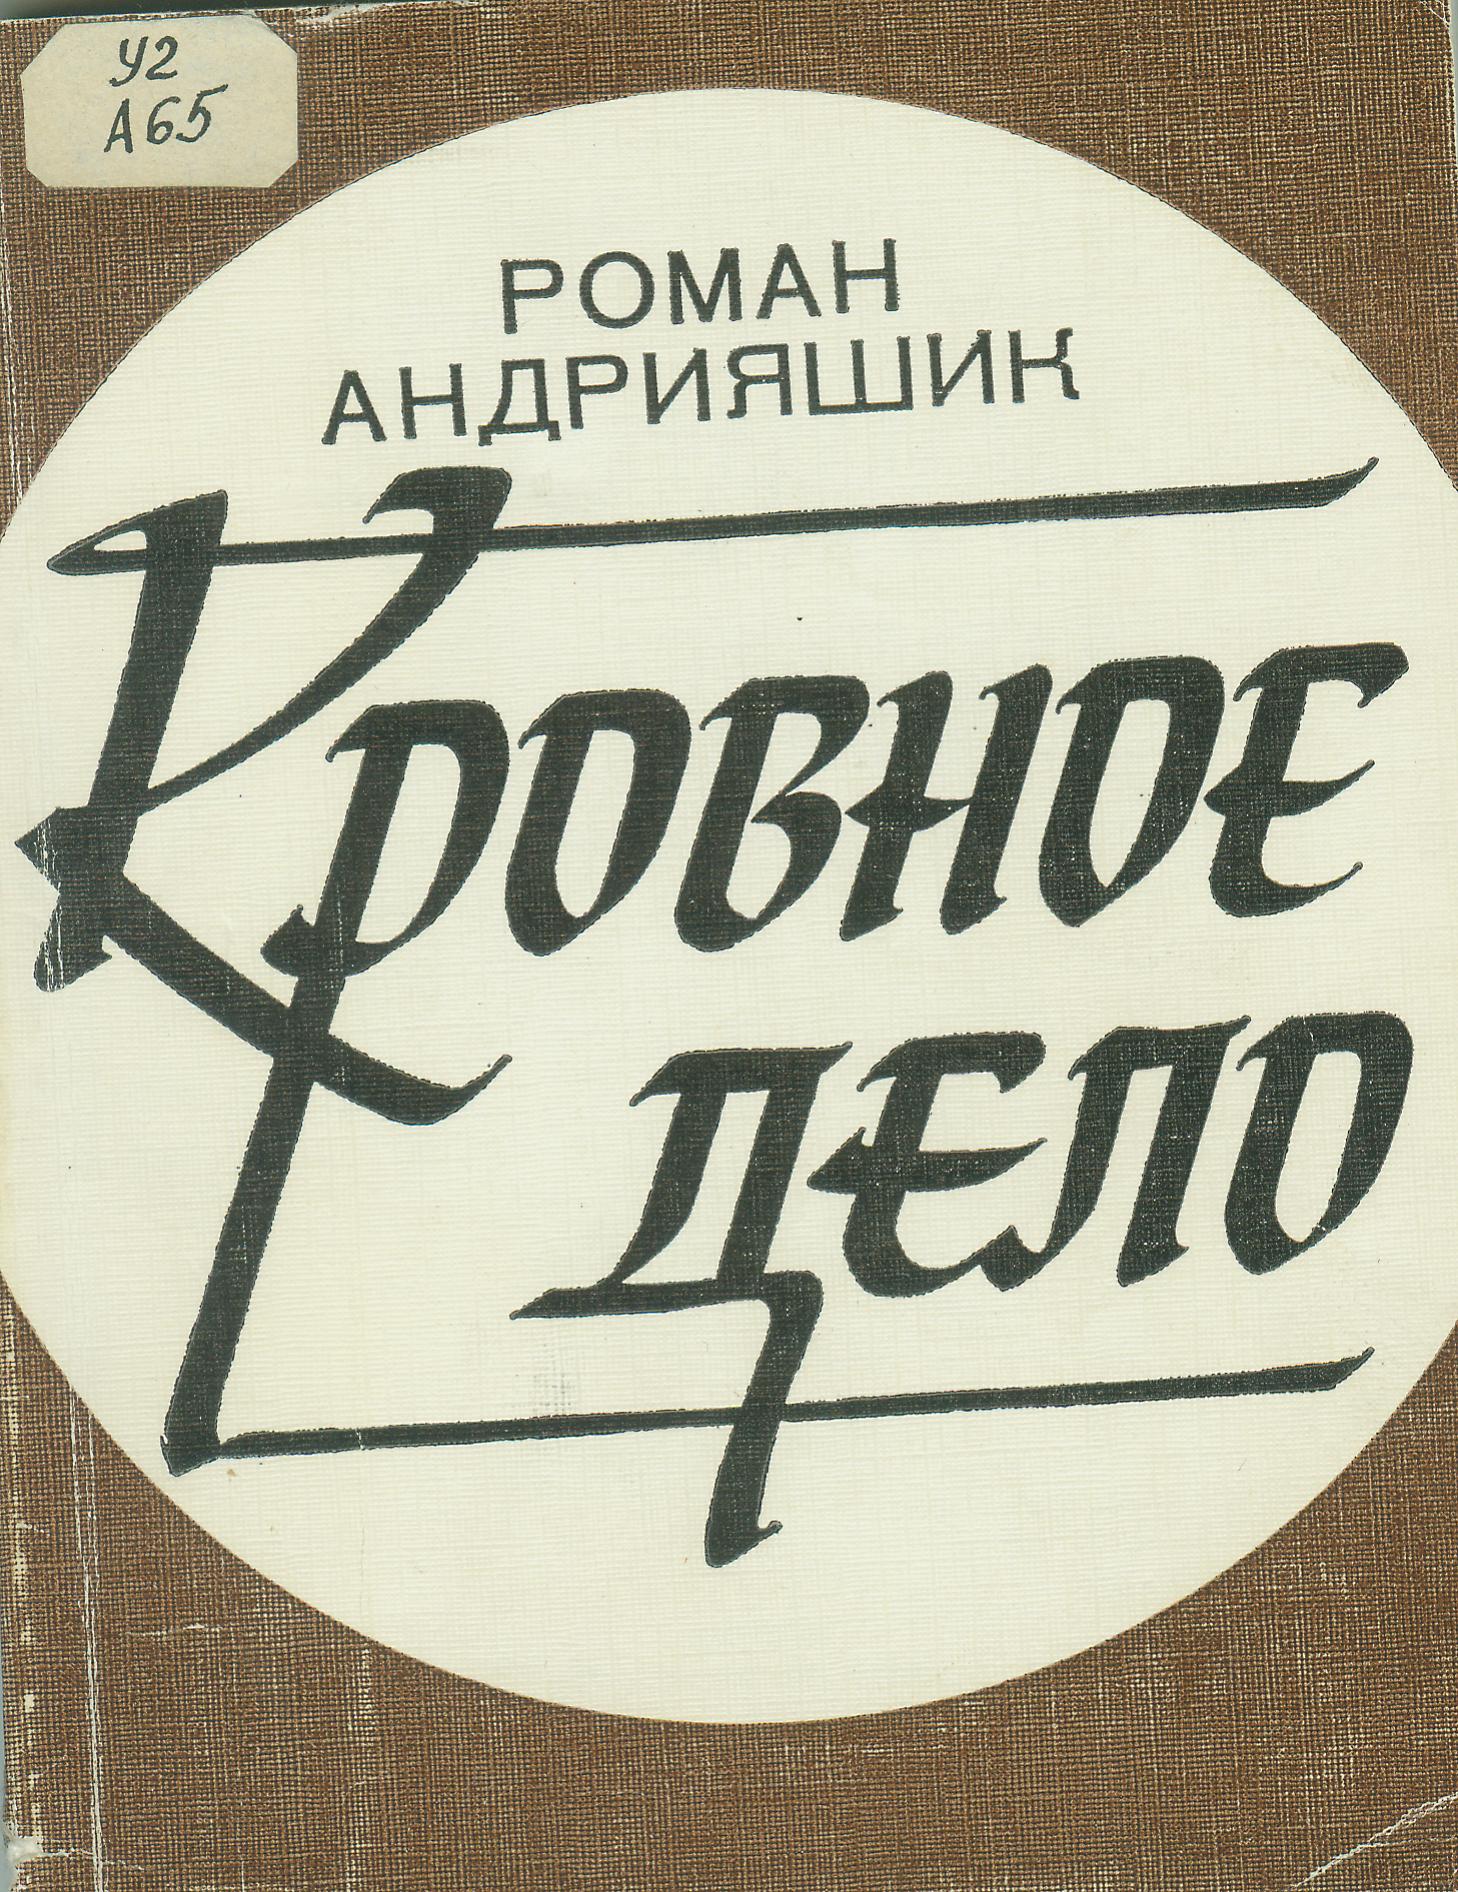 У2
А65
РОМАН
АНДРИЯШИК
Кровное
дело